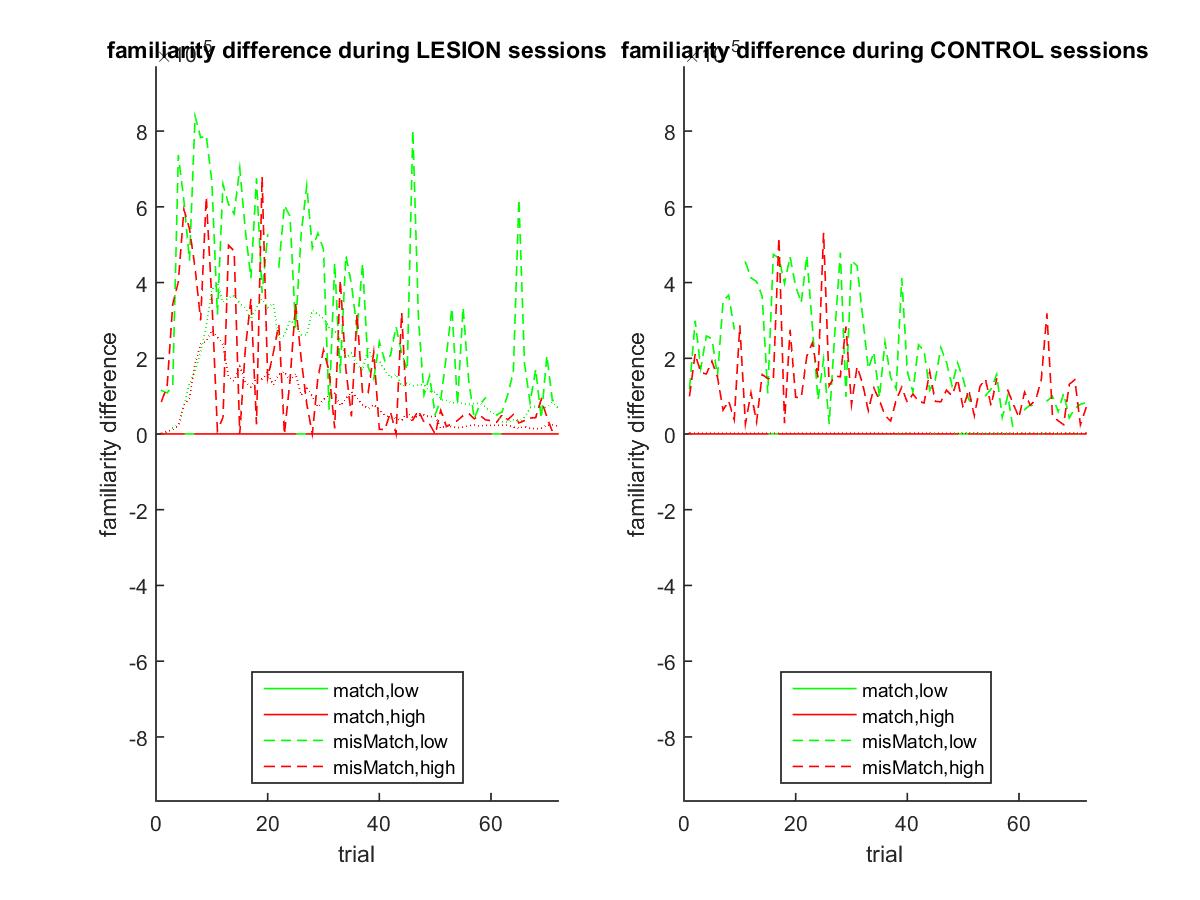 familiarity difference during LESION sessions
familiarity difference
8
6
4
2
0
-2
-4
-6
-8
match,low
match,high
misMatch,low
misMatch,high
0 20 40 60
trial
familiarity difference during CONTROL sessions
familiarity difference
8
6
4
2
0
-2
-4
-6
-8
match,low
match,high
misMatch,low
misMatch,high
0 20 40 60
trial